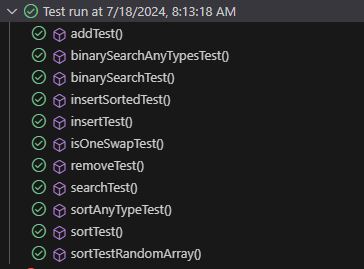 Test run at 7/18/2024, 8:13:18 AM
addTest()
binarySearchAnyTypesTest()
binarySearchTest()
insertSortedTest()
insertTest()
isOneSwapTest()
removeTest()
searchTest()
sortAnyTypeTest()
sortTest()
sortTestRandomArray()